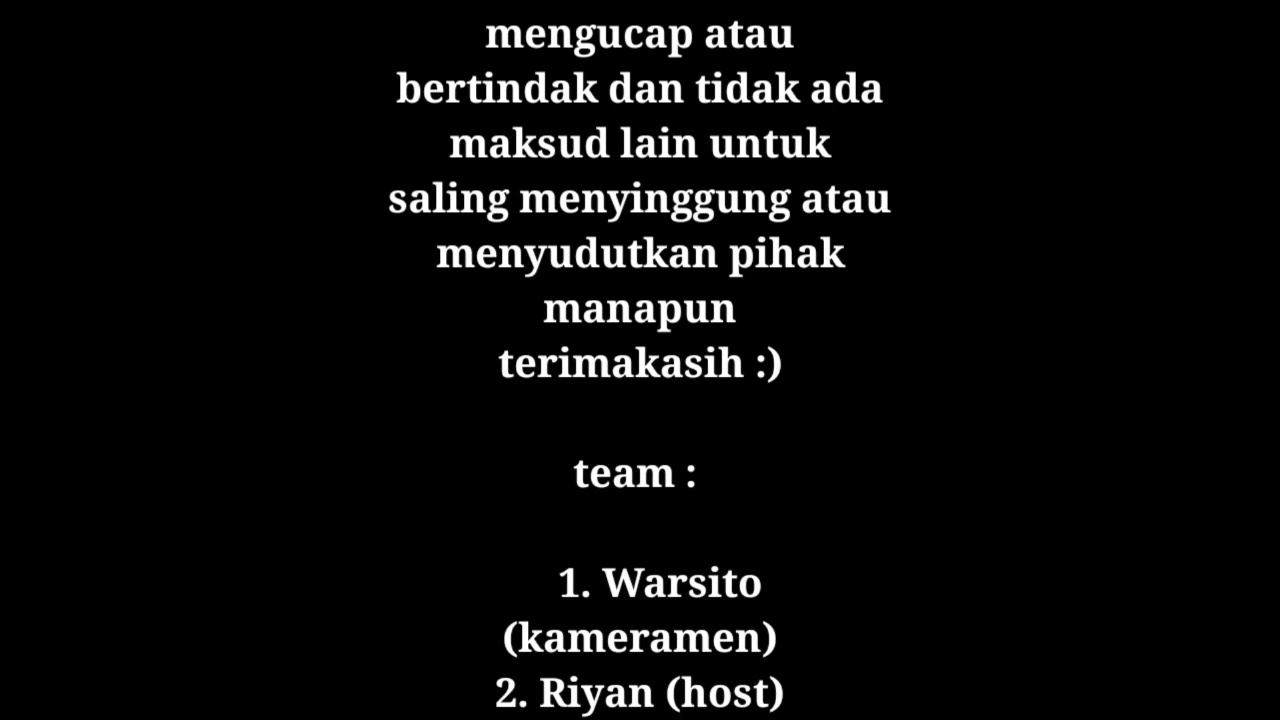 mengucap atau
bertindak dan tidak ada
maksud lain untuk
saling menyinggung atau
menyudutkan pihak
manapun
terimakasih :)
team :
1. Warsito
(kameramen)
2. Riyan (host)